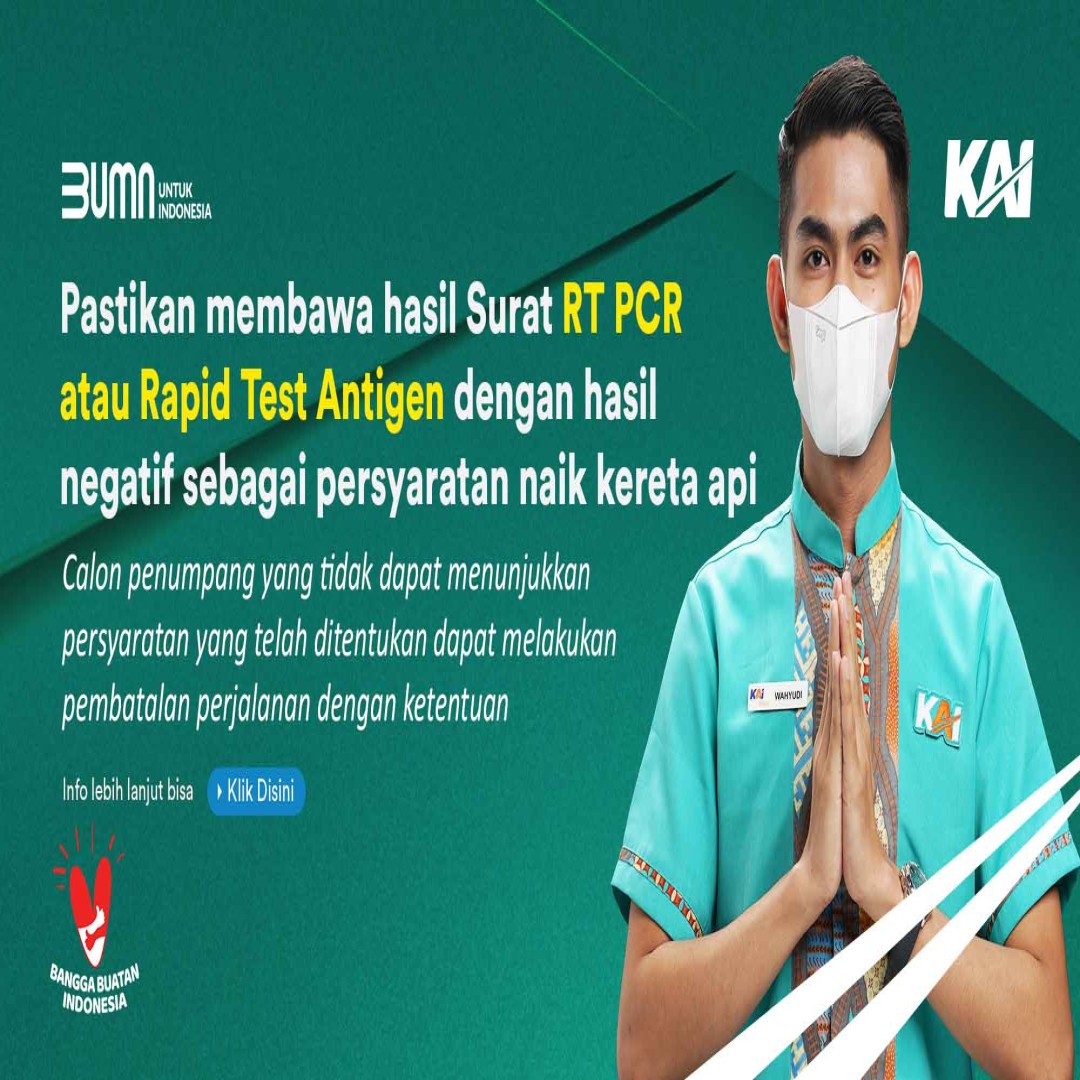 BUMN UNTUK
INDONESIA
KAI
Pastikan membawa hasil Surat RT PCR
atau Rapid Test Antigen dengan hasil
negatif sebagai persyaratan naik kereta api
Calon penumpang yang tidak dapat menunjukkan
persyaratan yang telah ditentukan dapat melakukan
pembatalan perjalanan dengan ketentuan
Info lebih lanjut bisa Klik Disini
KAI WAHYUDI
KAI
BANGGA BUATAN
INDONESIA